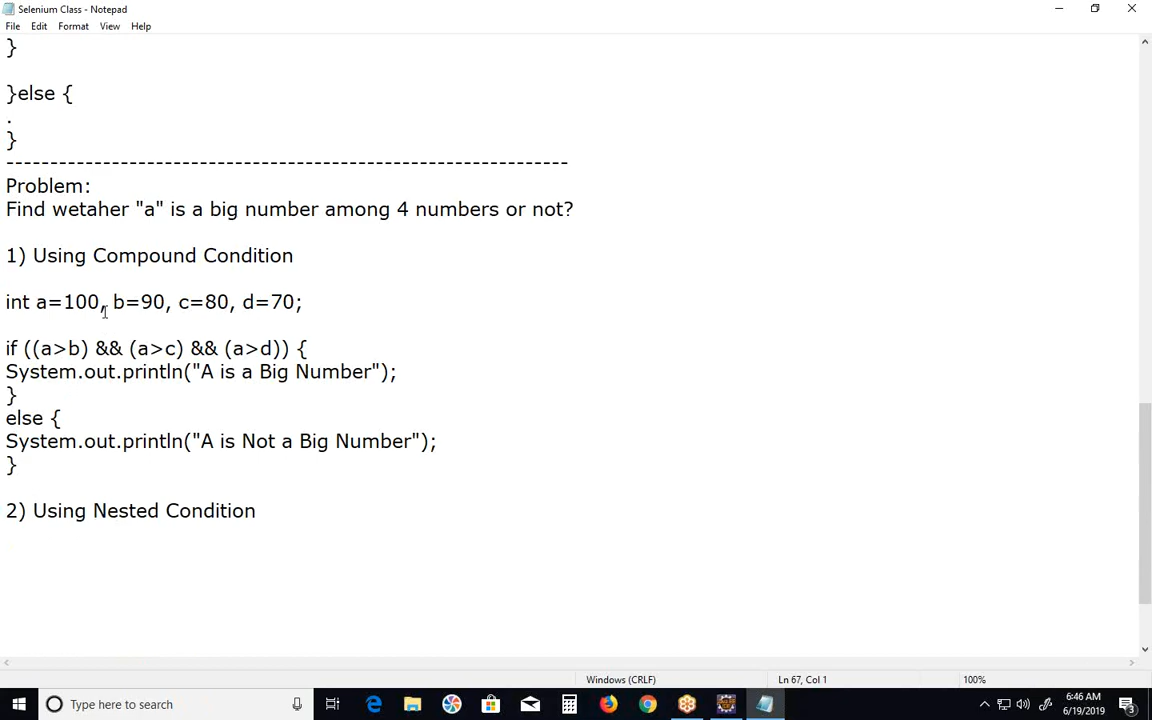 Selenium Class - Notepad
File Edit Format View Help
}
}else {
.
}
---------------------------------------------------------------
Problem:
Find wetaher "a" is a big number among 4 numbers or not?
1) Using Compound Condition
int a=100, b=90, c=80, d=70;
if ((a>b) && (a>c) && (a>d)) {
System.out.println("A is a Big Number");
}
else {
System.out.println("A is Not a Big Number");
}
2) Using Nested Condition
Windows (CRLF) Ln 67, Col 1 100%
Type here to search
6:46 AM
6/19/2019
3